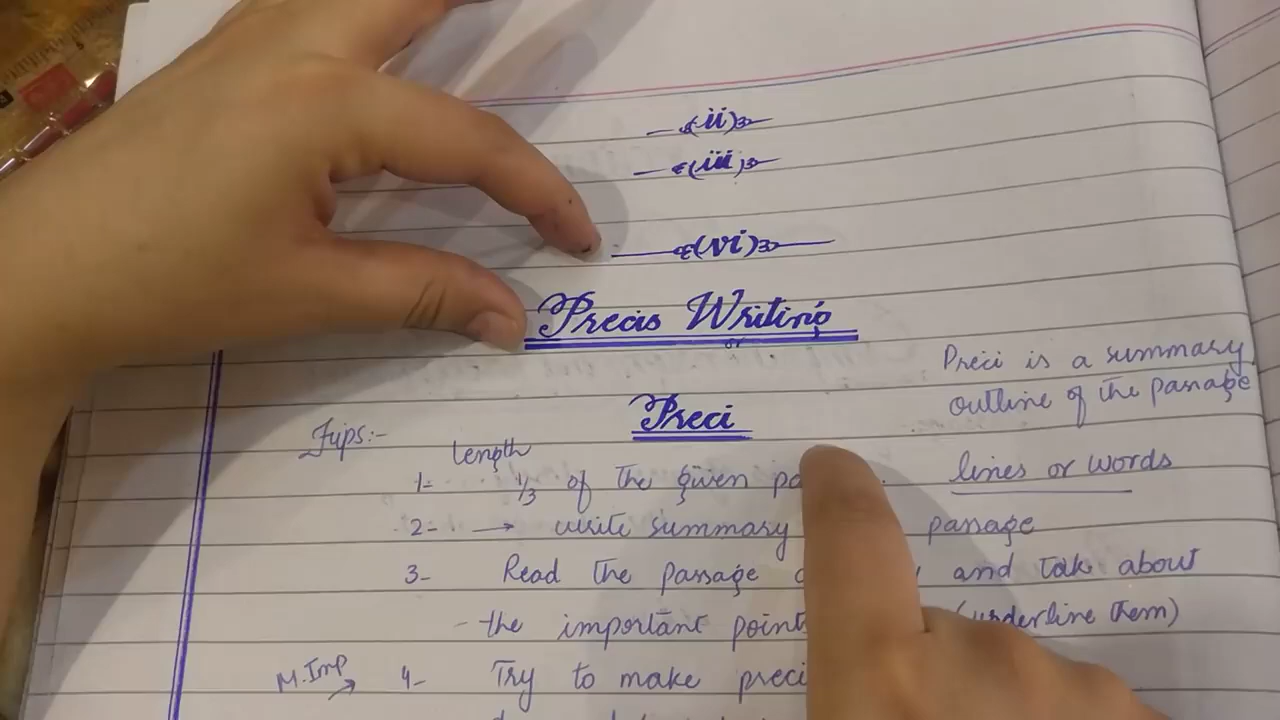 (ii)
(iii)
(vi)
Precis Writing
or
Preci is a summary
outline of the passage
Preci
Tips:-
length
1- 1/3 of the given lines or words
2- → write summary passage
3- Read the passage and tak about
- the important point (underline them)
M.Imp → 4- Try to make preci